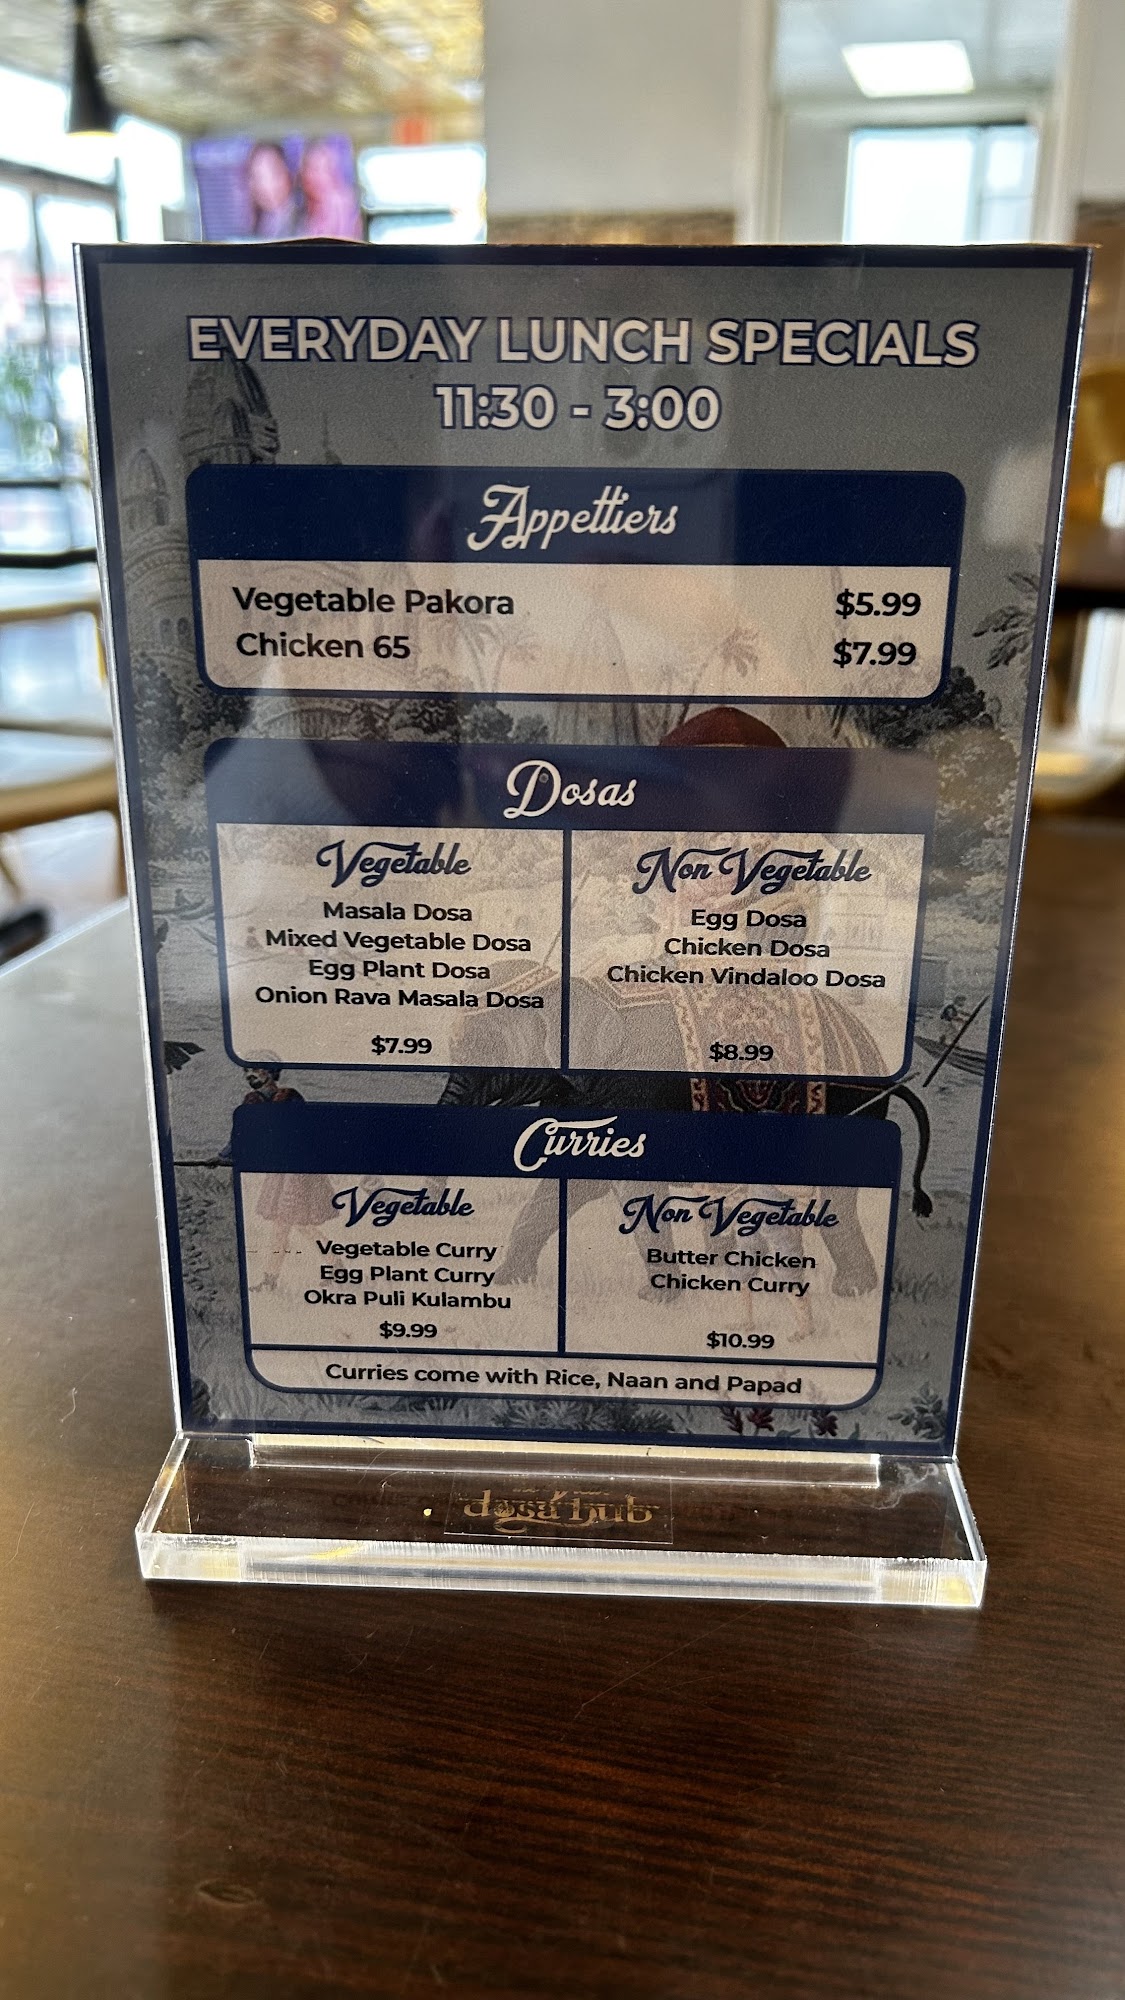 EVERYDAY LUNCH SPECIALS
11:30 - 3:00
Appettiers
Vegetable Pakora $5.99
Chicken 65 $7.99
Dosas
Vegetable
Masala Dosa
Mixed Vegetable Dosa
Egg Plant Dosa
Onion Rava Masala Dosa
$7.99
Non Vegetable
Egg Dosa
Chicken Dosa
Chicken Vindaloo Dosa
$8.99
Curries
Vegetable
Vegetable Curry
Egg Plant Curry
Okra Puli Kulambu
$9.99
Non Vegetable
Butter Chicken
Chicken Curry
$10.99
Curries come with Rice, Naan and Papad
dosa hub